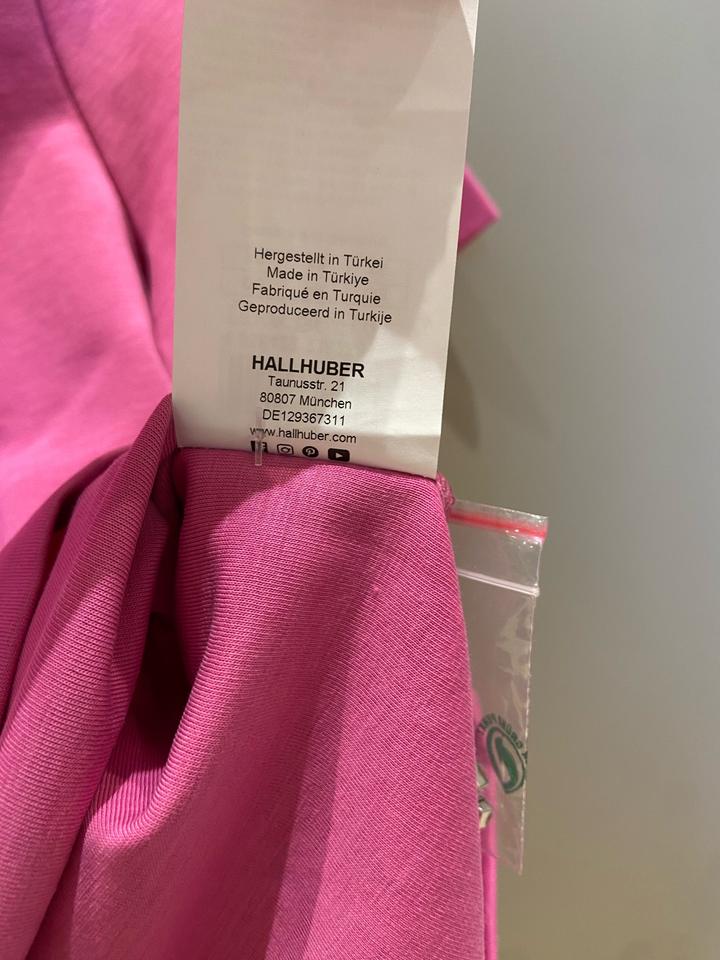 Hergestellt in Türkei
Made in Türkiye
Fabriqué en Turquie
Geproduceerd in Turkije
HALLHUBER
Taunusstr. 21
80807 München
DE129367311
www.hallhuber.com